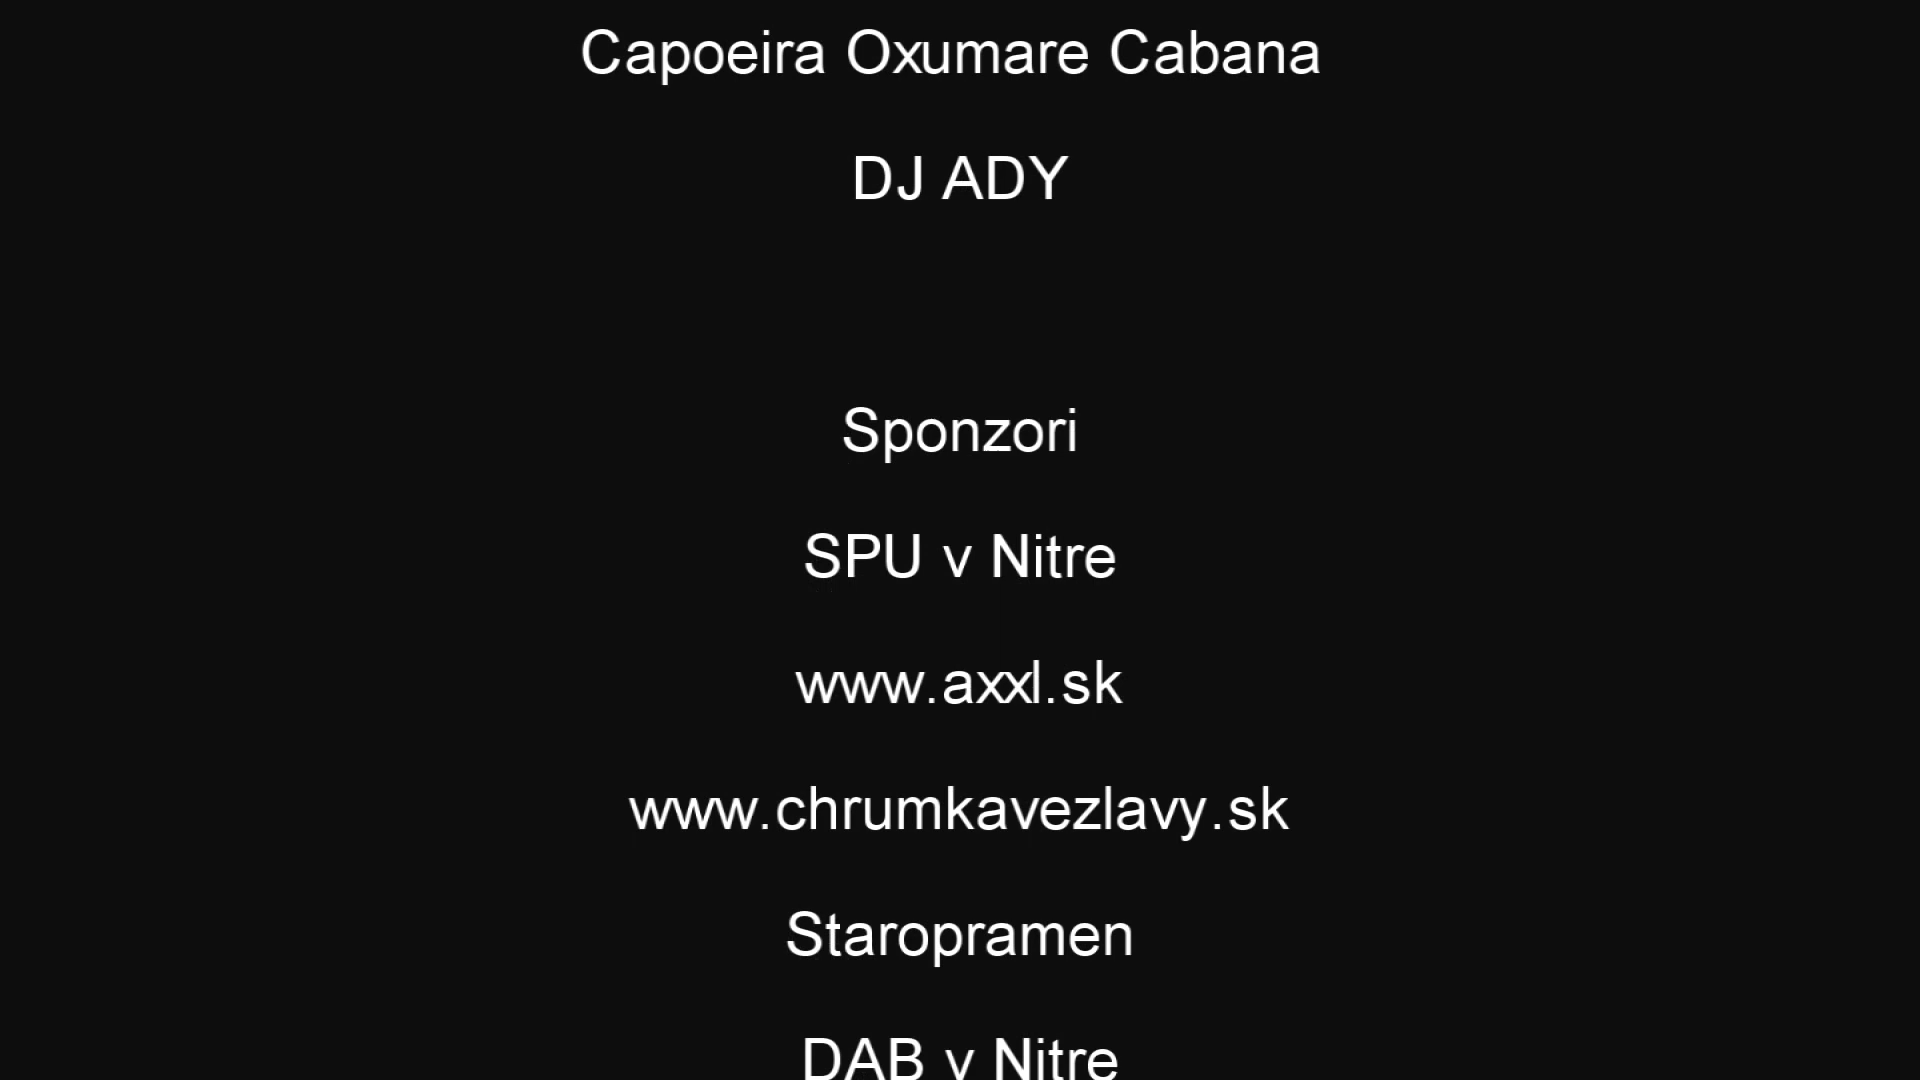 Capoeira Oxumare Cabana
DJ ADY
Sponzori
SPU v Nitre
www.axxl.sk
www.chrumkavezlavy.sk
Staropramen
DAB v Nitre